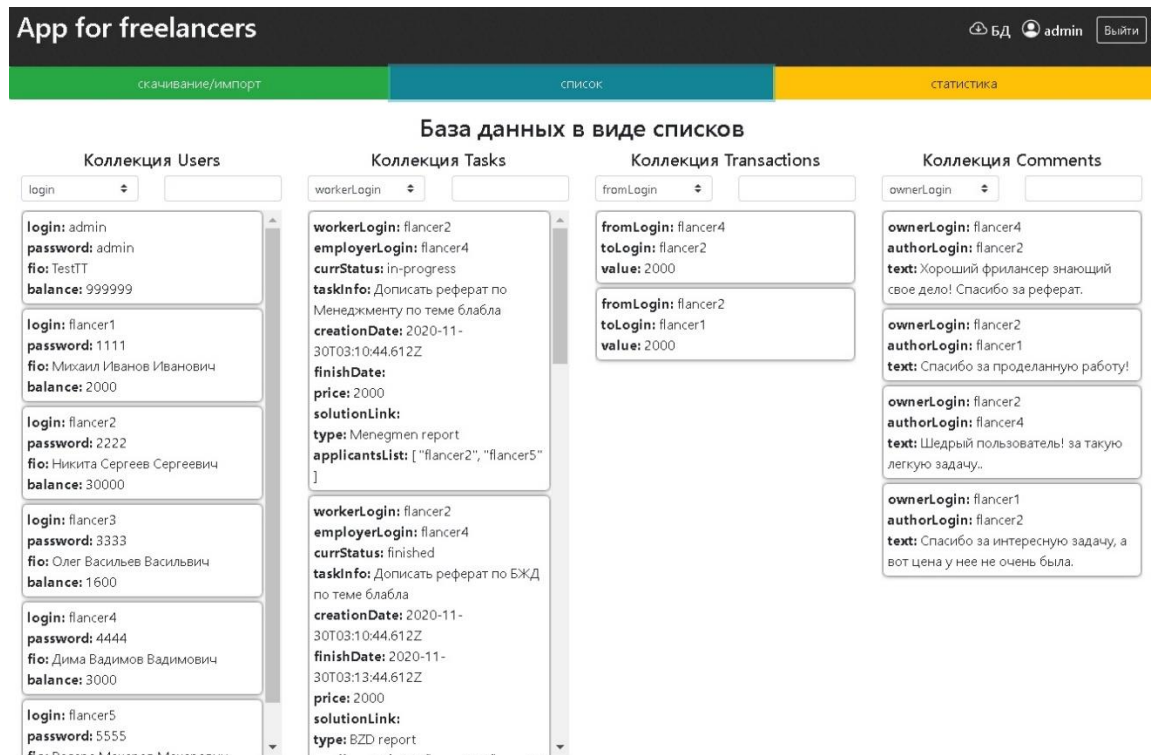 App for freelancers
БД admin Выйти
скачивание/импорт
список
статистика
База данных в виде списков
Коллекция Users
login
login: admin
password: admin
fio: TestTT
balance: 999999
login: flancer1
password: 1111
fio: Михаил Иванов Иванович
balance: 2000
login: flancer2
password: 2222
fio: Никита Сергеев Сергеевич
balance: 30000
login: flancer3
password: 3333
fio: Олег Васильев Васильвич
balance: 1600
login: flancer4
password: 4444
fio: Дима Вадимов Вадимович
balance: 3000
login: flancer5
password: 5555
Коллекция Tasks
workerLogin
workerLogin: flancer2
employerLogin: flancer4
currStatus: in-progress
taskInfo: Дописать реферат по
Менеджменту по теме блабла
creationDate: 2020-11-
30T03:10:44.612Z
finishDate:
price: 2000
solutionLink:
type: Menegmen report
applicantsList: [ "flancer2", "flancer5"
]
workerLogin: flancer2
employerLogin: flancer4
currStatus: finished
taskInfo: Дописать реферат по БЖД
по теме блабла
creationDate: 2020-11-
30T03:10:44.612Z
finishDate: 2020-11-
30T03:13:44.612Z
price: 2000
solutionLink:
type: BZD report
Коллекция Transactions
fromLogin
fromLogin: flancer4
toLogin: flancer2
value: 2000
fromLogin: flancer2
toLogin: flancer1
value: 2000
Коллекция Comments
ownerLogin
ownerLogin: flancer4
authorLogin: flancer2
text: Хороший фрилансер знающий
свое дело! Спасибо за реферат.
ownerLogin: flancer2
authorLogin: flancer1
text: Спасибо за проделанную работу!
ownerLogin: flancer2
authorLogin: flancer4
text: Шедрый пользователь! за такую
легкую задачу..
ownerLogin: flancer1
authorLogin: flancer2
text: Спасибо за интересную задачу, а
вот цена у нее не очень была.